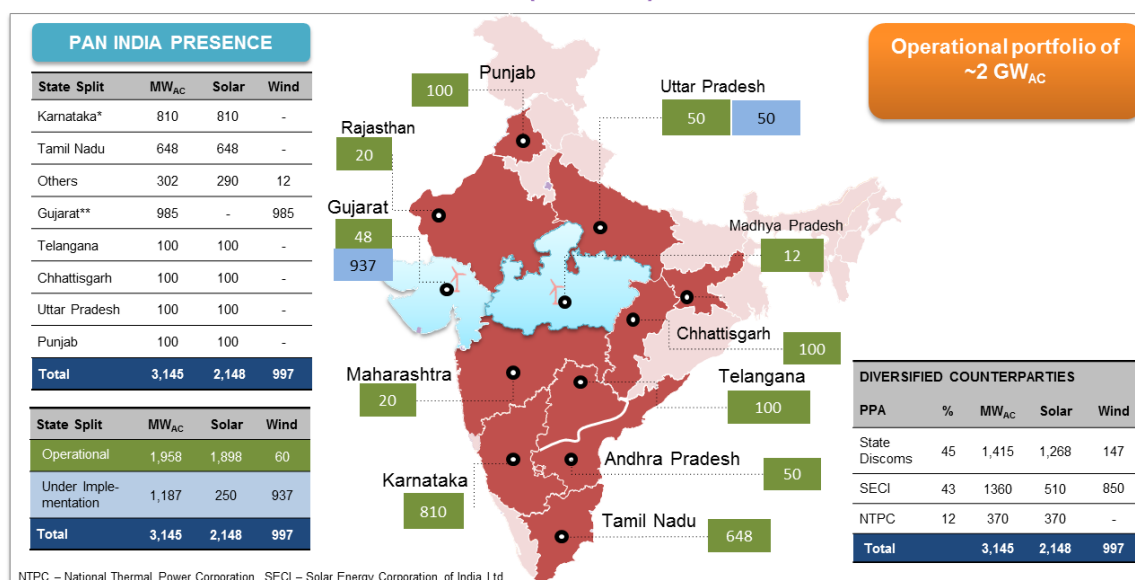 PAN INDIA PRESENCE
State Split MW_AC Solar Wind
Karnataka* 810 810 -
Tamil Nadu 648 648 -
Others 302 290 12
Gujarat** 985 - 985
Telangana 100 100 -
Chhattisgarh 100 100 -
Uttar Pradesh 100 100 -
Punjab 100 100 -
Total 3,145 2,148 997
State Split MW_AC Solar Wind
Operational 1,958 1,898 60
Under Imple-
mentation 1,187 250 937
Total 3,145 2,148 997
Punjab
100
Rajasthan
20
Gujarat
48
937
Uttar Pradesh
50 50
Madhya Pradesh
12
Chhattisgarh
100
Maharashtra
20
Telangana
100
Karnataka
810
Andhra Pradesh
50
Tamil Nadu
648
Operational portfolio of
~2 GW_AC
DIVERSIFIED COUNTERPARTIES
PPA % MW_AC Solar Wind
State
Discoms 45 1,415 1,268 147
SECI 43 1360 510 850
NTPC 12 370 370 -
Total 3,145 2,148 997
NTPC – National Thermal Power Corporation, SECI – Solar Energy Corporation of India Ltd